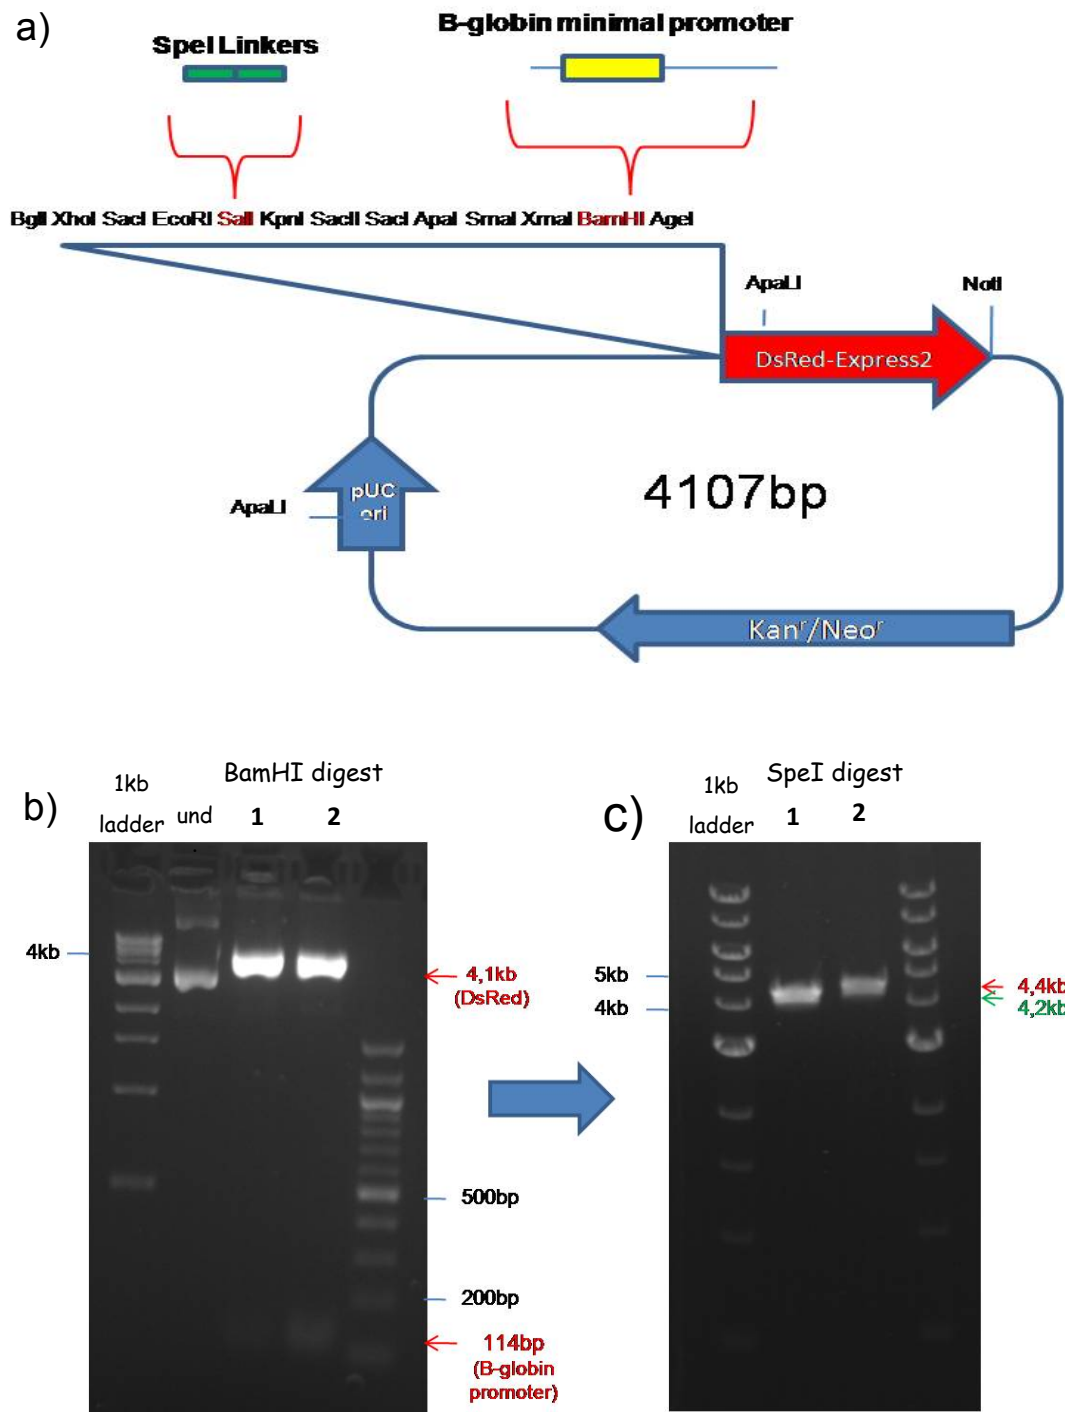 a)
B-globin minimal promoter
SpeI Linkers
BglI XhoI SacI EcoRI SalI KpnI SacII SacI ApaI SmaI XmaI BamHI AgeI
ApaLI
NotI
DsRed-Express2
pUC
ori
ApaLI
4107bp
Kanʳ/Neoʳ
b)
1kb
ladder
und
BamHI digest
1
2
4kb
4,1kb
(DsRed)
500bp
200bp
114bp
(B-globin
promoter)
c)
1kb
ladder
SpeI digest
1
2
5kb
4kb
4,4kb
4,2kb